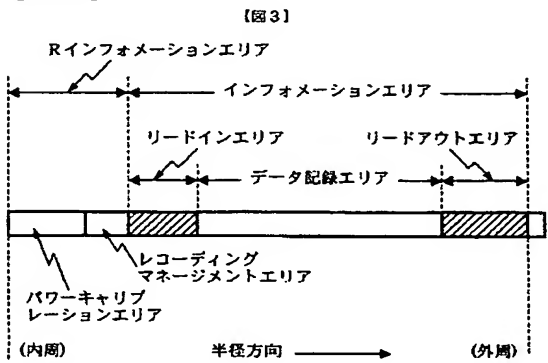 【図3】
Rインフォメーションエリア
インフォメーションエリア
リードインエリア
リードアウトエリア
データ記録エリア
レコーディング
マネージメントエリア
パワーキャリブ
レーションエリア
(内周)
半径方向
(外周)